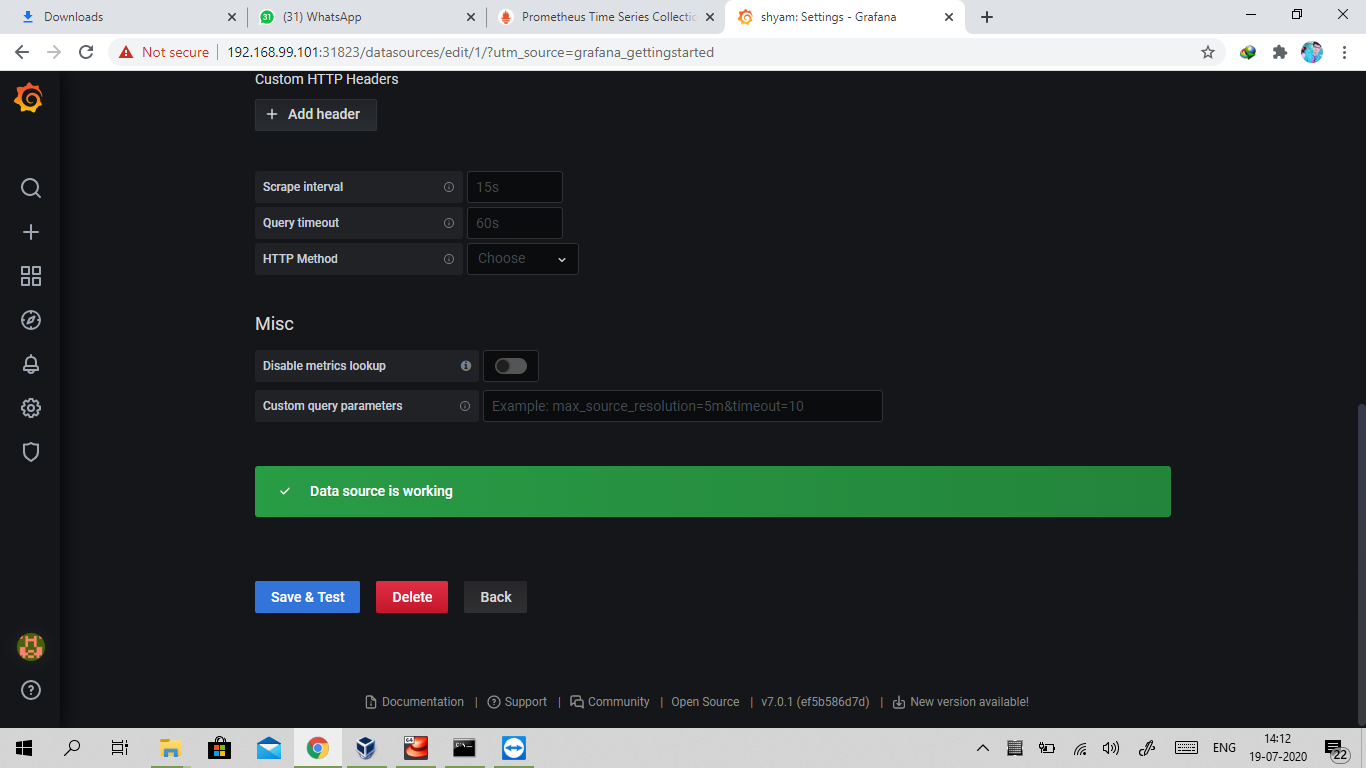 Downloads
(31) WhatsApp
Prometheus Time Series Collectio
shyam: Settings - Grafana
Not secure
192.168.99.101:31823/datasources/edit/1/?utm_source=grafana_gettingstarted
Custom HTTP Headers
+ Add header
Scrape interval
15s
Query timeout
60s
HTTP Method
Choose
Misc
Disable metrics lookup
Custom query parameters
Example: max_source_resolution=5m&timeout=10
Data source is working
Save & Test
Delete
Back
Documentation | Support | Community | Open Source | v7.0.1 (ef5b586d7d) | New version available!
ENG
14:12
19-07-2020
22